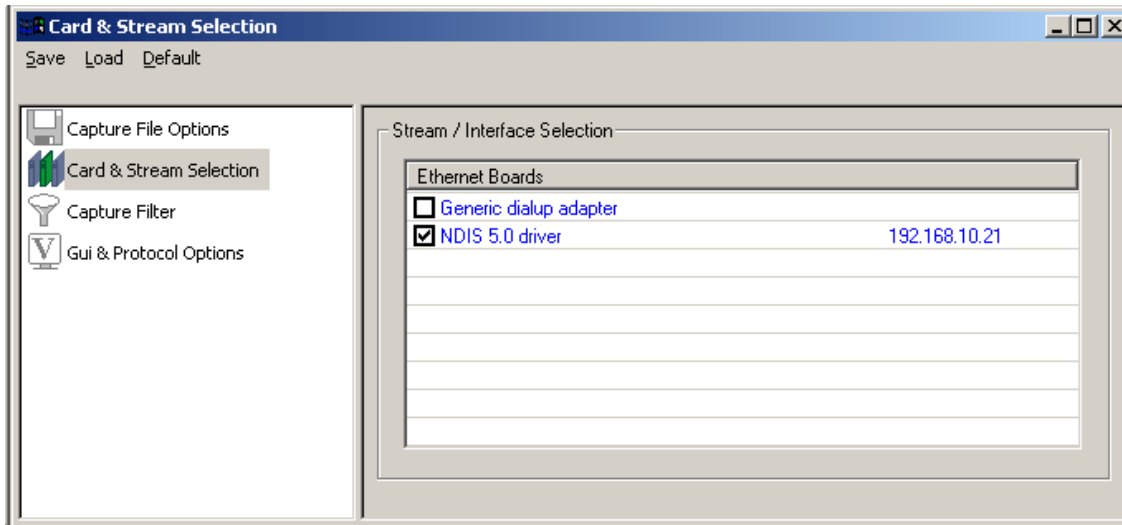 Card & Stream Selection
Save Load Default
Capture File Options
Card & Stream Selection
Capture Filter
V Gui & Protocol Options
Stream / Interface Selection
Ethernet Boards
Generic dialup adapter
NDIS 5.0 driver 192.168.10.21